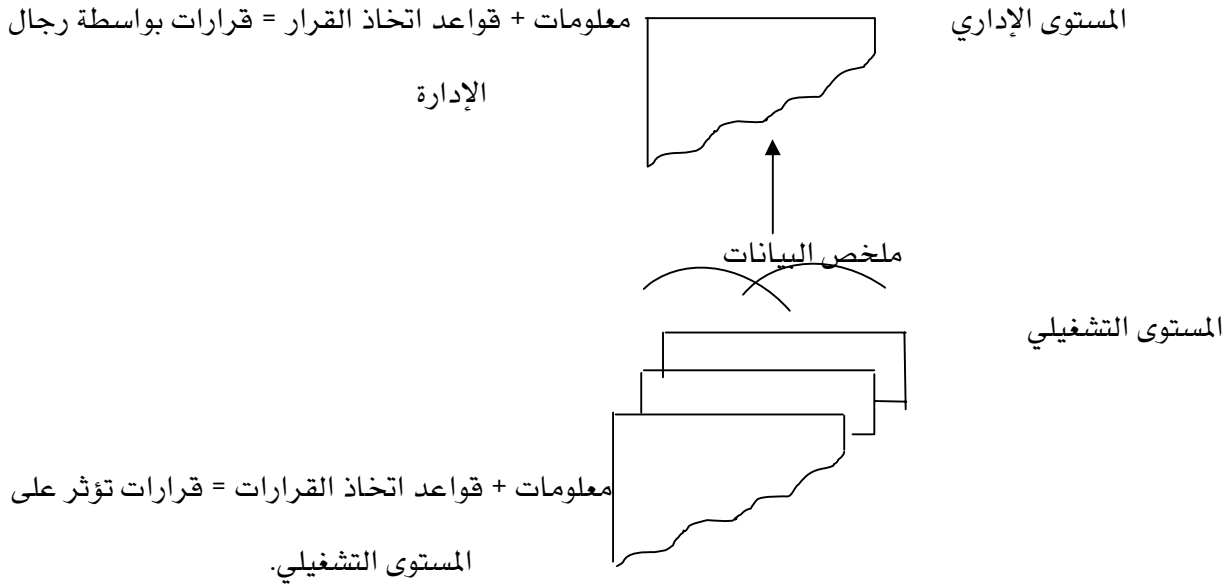 المستوى الإداري
معلومات + قواعد اتخاذ القرار = قرارات بواسطة رجال
الإدارة
ملخص البيانات
المستوى التشغيلي
معلومات + قواعد اتخاذ القرارات = قرارات تؤثر على
المستوى التشغيلي.